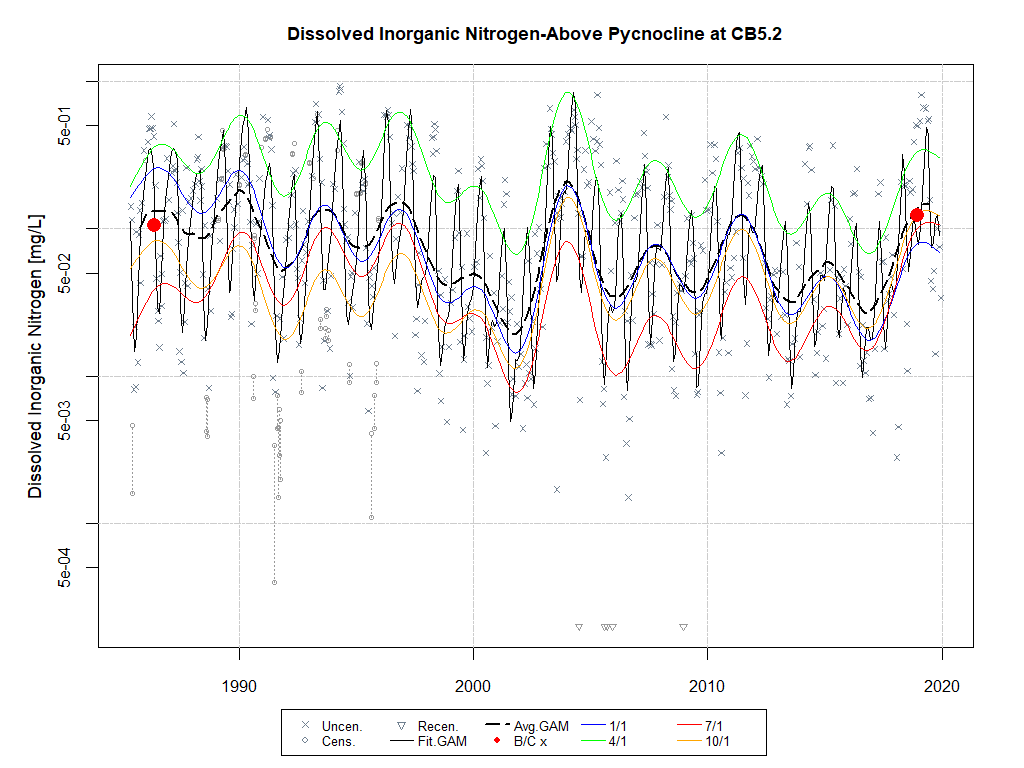 Dissolved Inorganic Nitrogen-Above Pycnocline at CB5.2
Dissolved Inorganic Nitrogen [mg/L]
5e-01
5e-02
5e-03
5e-04
1990 2000 2010 2020
Uncen. Recen. Avg.GAM 1/1 7/1
Cens. Fit.GAM B/C x 4/1 10/1